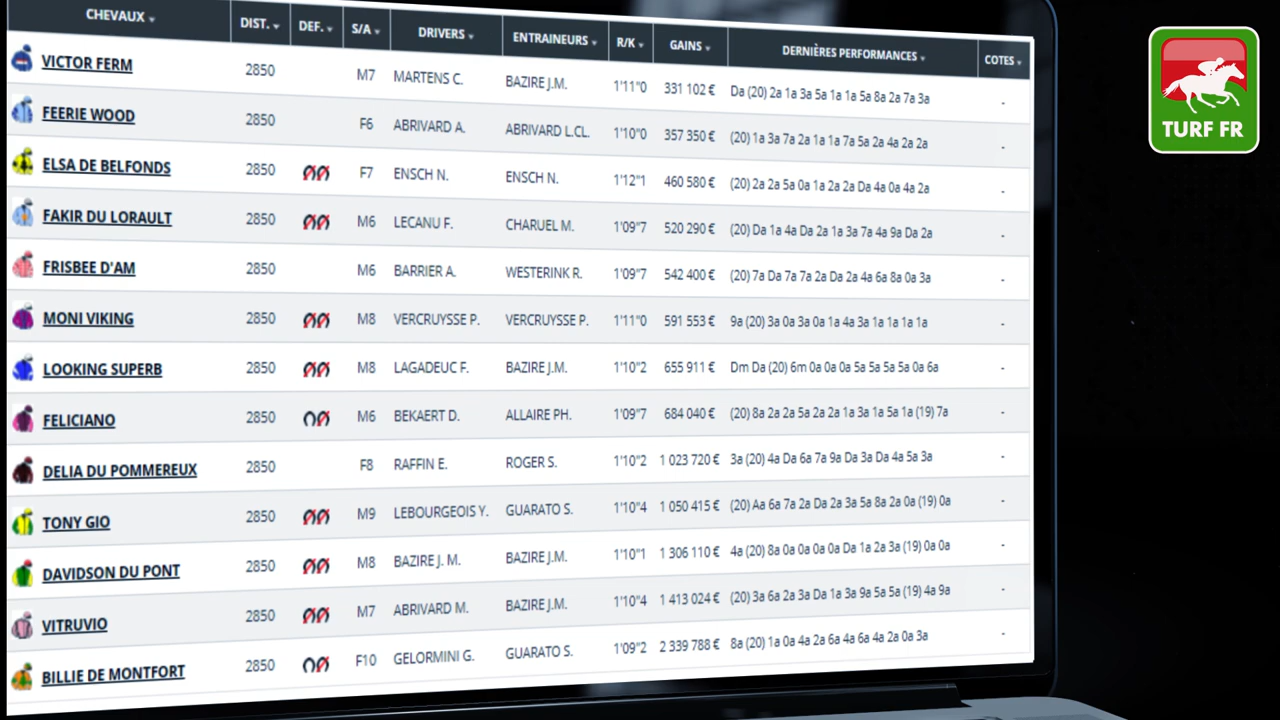 CHEVAUX DIST. DEF. S/A DRIVERS ENTRAINEURS R/K GAINS DERNIÈRES PERFORMANCES COTES
VICTOR FERM 2850 M7 MARTENS C. BAZIRE J.M. 1'11"0 331 102 € Da (20) 2a 1a 3a 5a 1a 1a 5a 8a 2a 7a 3a -
FEERIE WOOD 2850 F6 ABRIVARD A. ABRIVARD L.CL. 1'10"0 357 350 € (20) 1a 3a 7a 2a 1a 1a 7a 5a 2a 4a 2a 2a -
ELSA DE BELFONDS 2850 F7 ENSCH N. ENSCH N. 1'12"1 460 580 € (20) 2a 2a 5a 0a 1a 2a 2a Da 4a 0a 4a 2a -
FAKIR DU LORAULT 2850 M6 LECANU F. CHARUEL M. 1'09"7 520 290 € (20) Da 1a 4a Da 2a 1a 3a 7a 4a 9a Da 2a -
FRISBEE D'AM 2850 M6 BARRIER A. WESTERINK R. 1'09"7 542 400 € (20) 7a Da 7a 7a 2a Da 2a 4a 6a 8a 0a 3a -
MONI VIKING 2850 M8 VERCRUYSSE P. VERCRUYSSE P. 1'11"0 591 553 € 9a (20) 3a 0a 3a 0a 1a 4a 3a 1a 1a 1a 1a -
LOOKING SUPERB 2850 M8 LAGADEUC F. BAZIRE J.M. 1'10"2 655 911 € Dm Da (20) 6m 0a 0a 0a 5a 5a 5a 5a 0a 6a -
FELICIANO 2850 M6 BEKAERT D. ALLAIRE PH. 1'09"7 684 040 € (20) 8a 2a 2a 5a 2a 2a 1a 3a 1a 5a 1a (19) 7a -
DELIA DU POMMEREUX 2850 F8 RAFFIN E. ROGER S. 1'10"2 1 023 720 € 3a (20) 4a Da 6a 7a 9a Da 3a Da 4a 5a 3a -
TONY GIO 2850 M9 LEBOURGEOIS Y. GUARATO S. 1'10"4 1 050 415 € (20) Aa 6a 7a 2a Da 2a 3a 5a 8a 2a 0a (19) 0a -
DAVIDSON DU PONT 2850 M8 BAZIRE J. M. BAZIRE J.M. 1'10"1 1 306 110 € 4a (20) 8a 0a 0a 0a 0a Da 1a 2a 3a (19) 0a 0a -
VITRUVIO 2850 M7 ABRIVARD M. BAZIRE J.M. 1'10"4 1 413 024 € (20) 3a 6a 2a 3a Da 1a 3a 9a 5a 5a (19) 4a 9a -
BILLIE DE MONTFORT 2850 F10 GELORMINI G. GUARATO S. 1'09"2 2 339 788 € 8a (20) 1a 0a 4a 2a 6a 4a 6a 4a 2a 0a 3a -
TURF FR